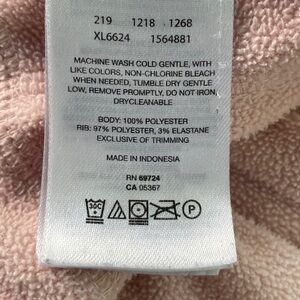 219 1218 1268
XL6624 1564881
MACHINE WASH COLD GENTLE, WITH
LIKE COLORS, NON-CHLORINE BLEACH
WHEN NEEDED, TUMBLE DRY GENTLE
LOW, REMOVE PROMPTLY, DO NOT IRON,
DRYCLEANABLE
BODY: 100% POLYESTER
RIB: 97% POLYESTER, 3% ELASTANE
EXCLUSIVE OF TRIMMING
MADE IN INDONESIA
RN 69724
CA 05367
30C
P